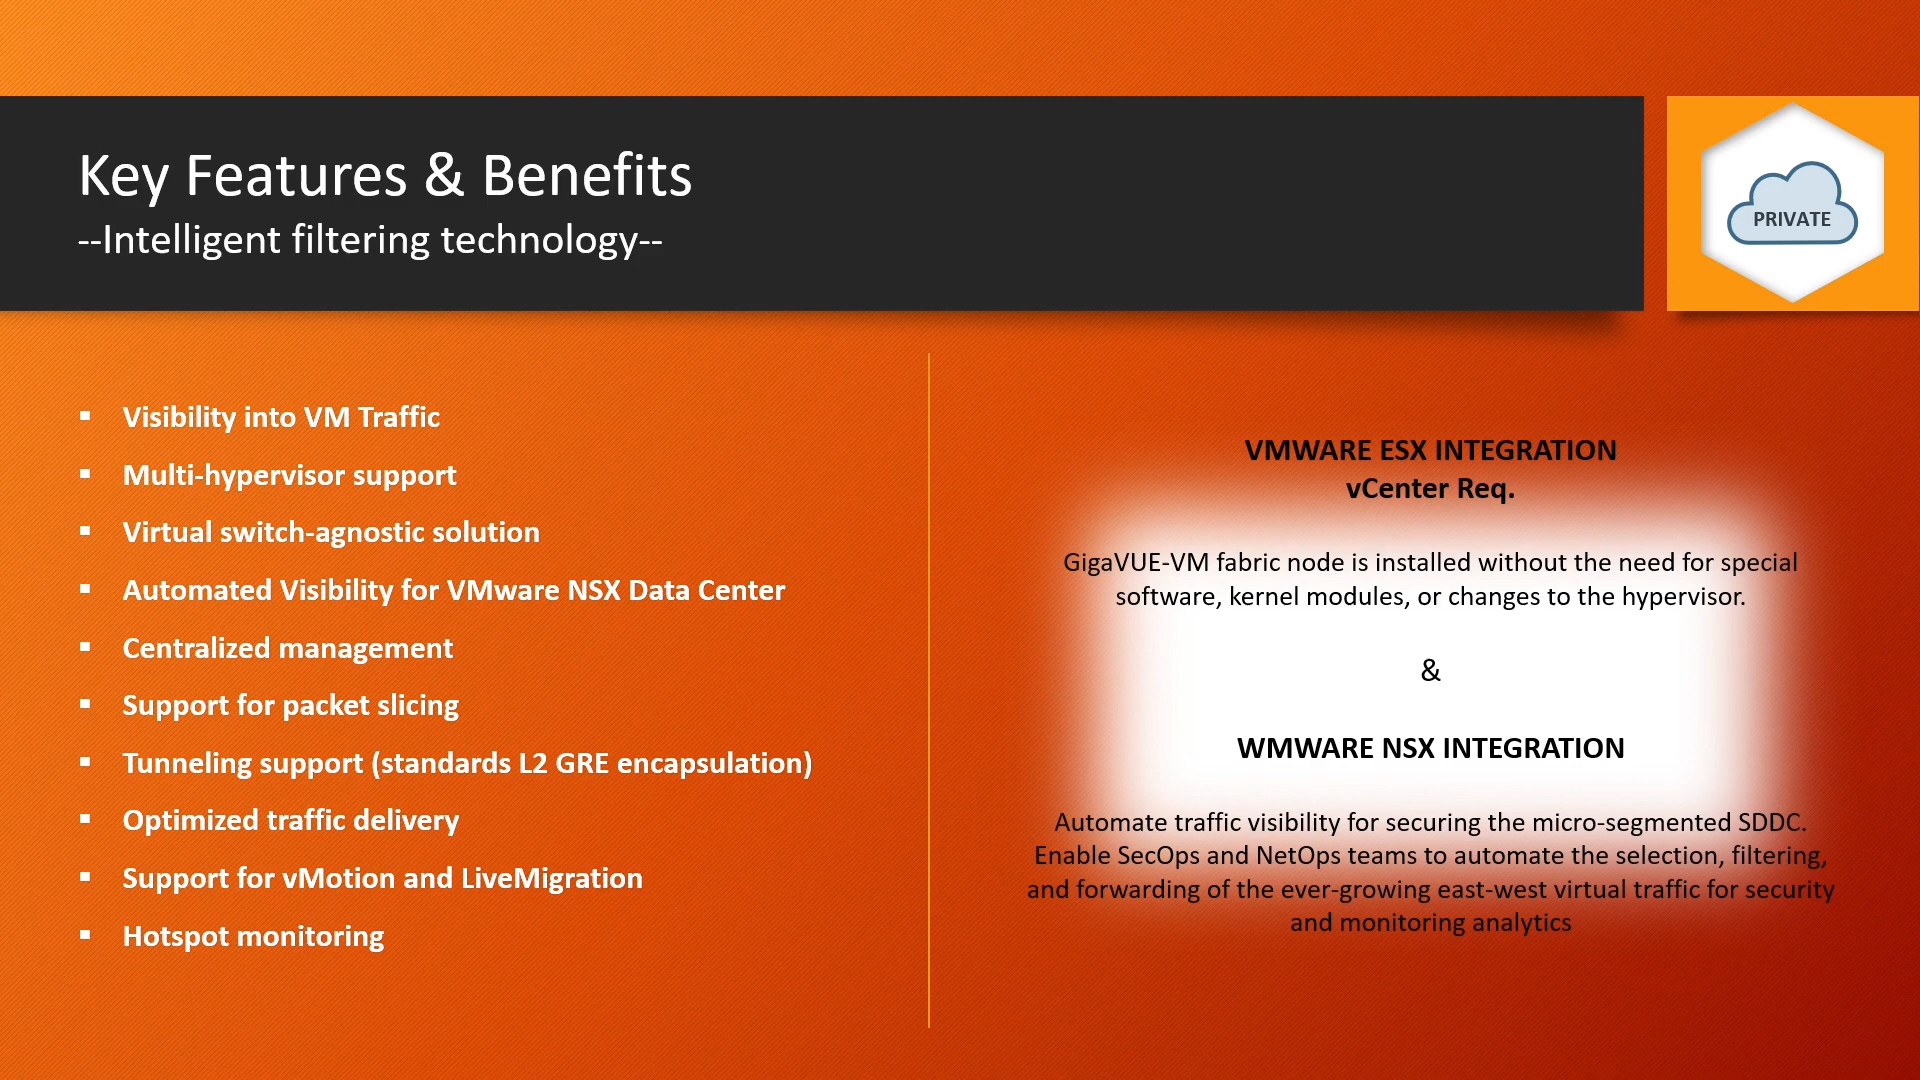 Key Features & Benefits
--Intelligent filtering technology--
PRIVATE
▪ Visibility into VM Traffic
▪ Multi-hypervisor support
▪ Virtual switch-agnostic solution
▪ Automated Visibility for VMware NSX Data Center
▪ Centralized management
▪ Support for packet slicing
▪ Tunneling support (standards L2 GRE encapsulation)
▪ Optimized traffic delivery
▪ Support for vMotion and LiveMigration
▪ Hotspot monitoring
VMWARE ESX INTEGRATION
vCenter Req.
GigaVUE-VM fabric node is installed without the need for special
software, kernel modules, or changes to the hypervisor.
&
WMWARE NSX INTEGRATION
Automate traffic visibility for securing the micro-segmented SDDC.
Enable SecOps and NetOps teams to automate the selection, filtering,
and forwarding of the ever-growing east-west virtual traffic for security
and monitoring analytics